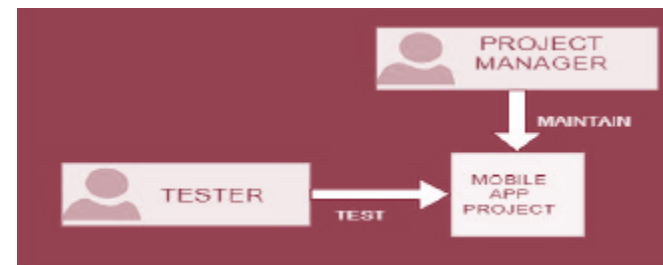 PROJECT
MANAGER
MAINTAIN
TESTER
TEST
MOBILE
APP
PROJECT